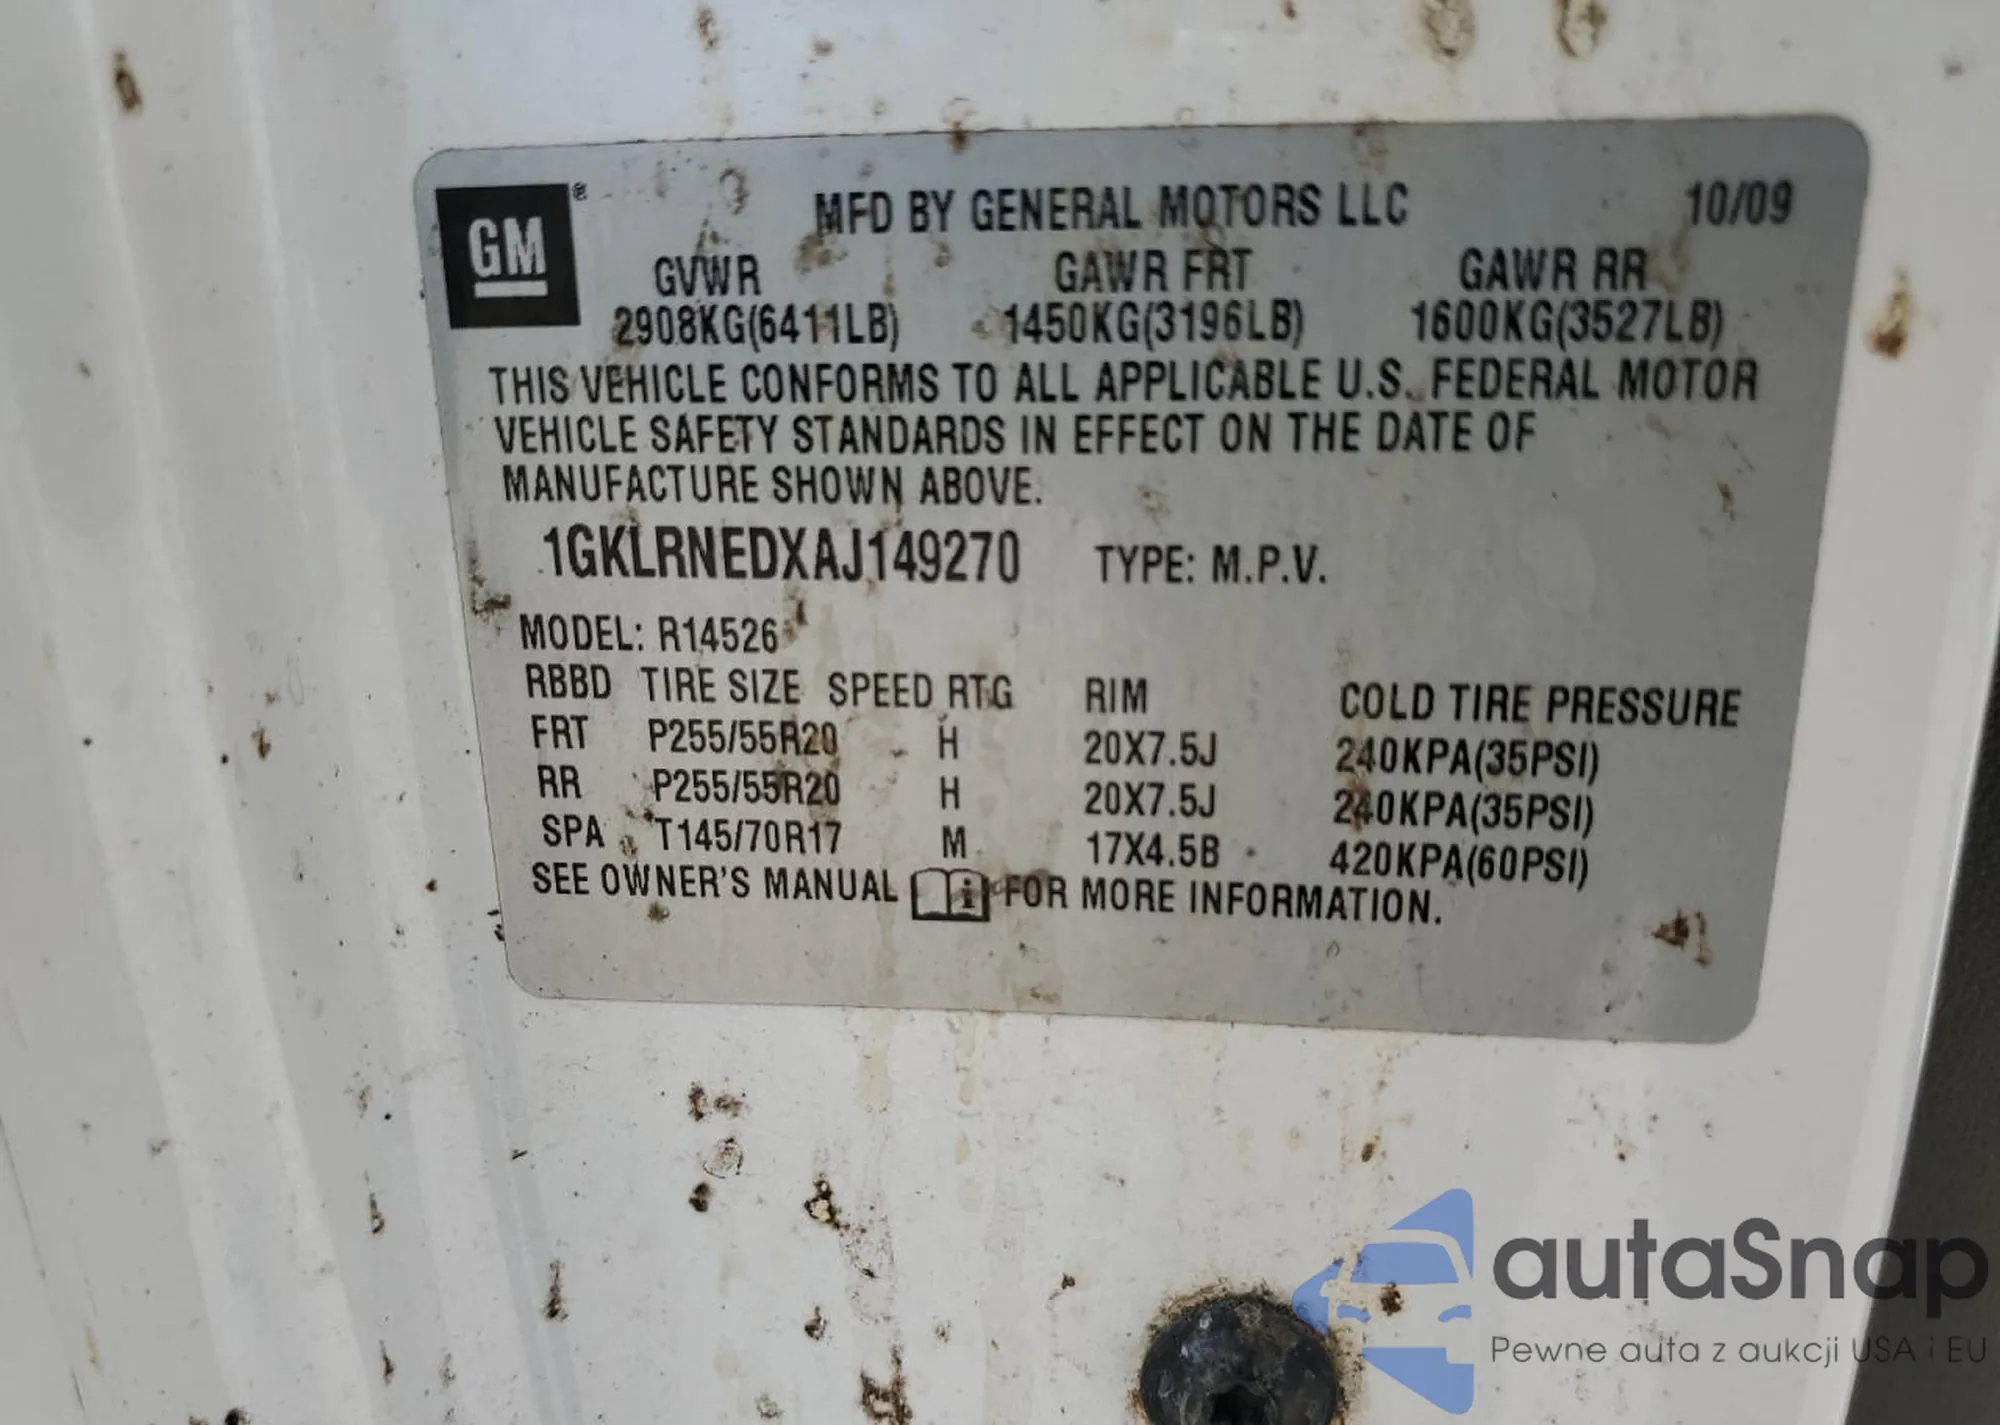 GM ® MFD BY GENERAL MOTORS LLC 10/09
GVWR GAWR FRT GAWR RR
2908KG(6411LB) 1450KG(3196LB) 1600KG(3527LB)
THIS VEHICLE CONFORMS TO ALL APPLICABLE U.S. FEDERAL MOTOR
VEHICLE SAFETY STANDARDS IN EFFECT ON THE DATE OF
MANUFACTURE SHOWN ABOVE.
1GKLRNEDXAJ149270 TYPE: M.P.V.
MODEL: R14526
RBBD TIRE SIZE SPEED RTG RIM COLD TIRE PRESSURE
FRT P255/55R20 H 20X7.5J 240KPA(35PSI)
RR P255/55R20 H 20X7.5J 240KPA(35PSI)
SPA T145/70R17 M 17X4.5B 420KPA(60PSI)
SEE OWNER'S MANUAL i FOR MORE INFORMATION.
autaSnap
Pewne auta z aukcji USA i EU